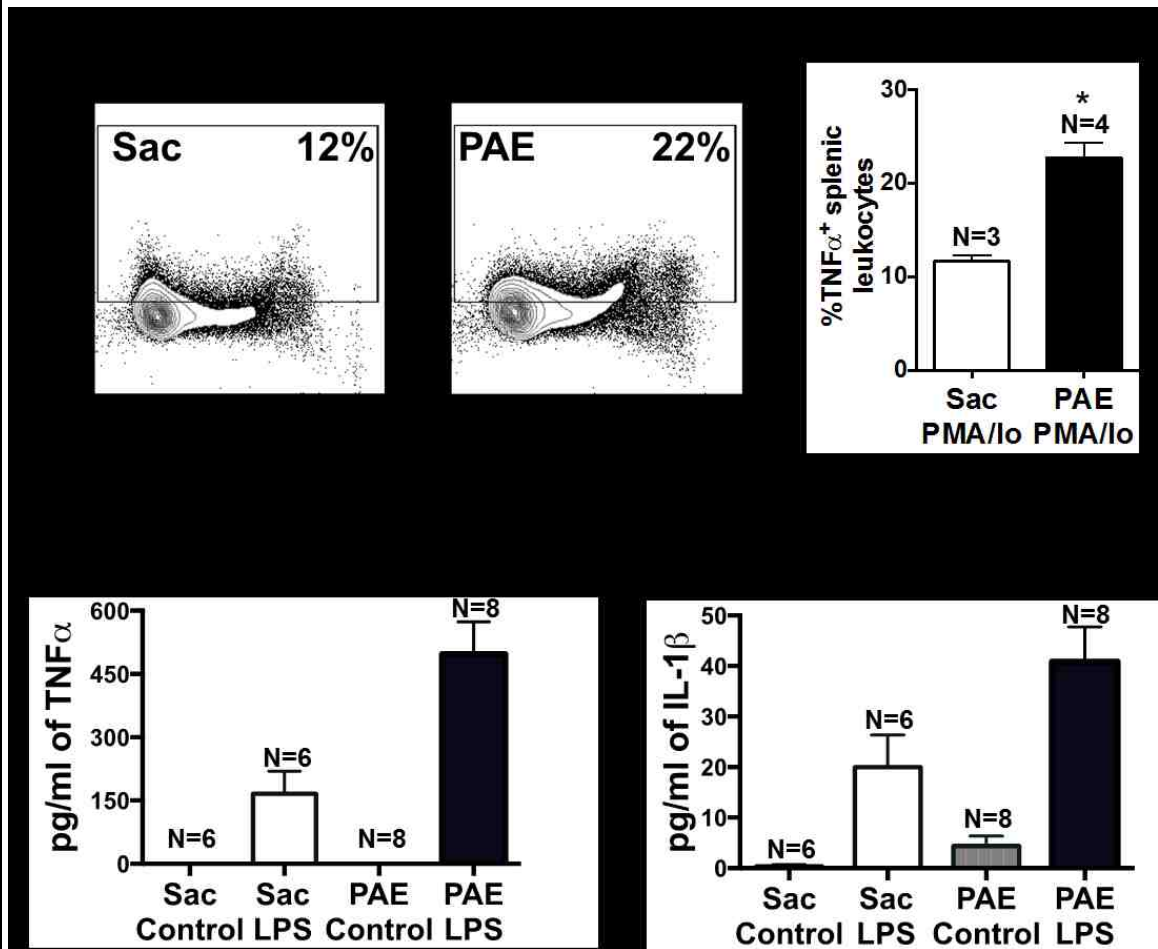 Sac 12%
PAE 22%
%TNFα⁺ splenic
leukocytes
30
20
10
0
*
N=4
N=3
Sac
PMA/Io
PAE
PMA/Io
pg/ml of TNFα
600
450
300
150
0
N=6
N=6
N=8
N=8
Sac
Control
Sac
LPS
PAE
Control
PAE
LPS
pg/ml of IL-1β
50
40
30
20
10
0
N=6
N=6
N=8
N=8
Sac
Control
Sac
LPS
PAE
Control
PAE
LPS